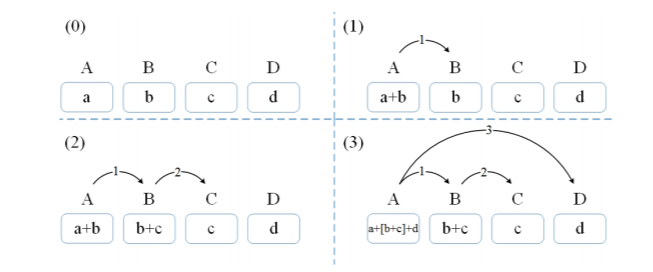 (0)
A B C D
a b c d
(1)
1
A B C D
a+b b c d
(2)
1 2
A B C D
a+b b+c c d
(3)
3
1 2
A B C D
a+[b+c]+d b+c c d